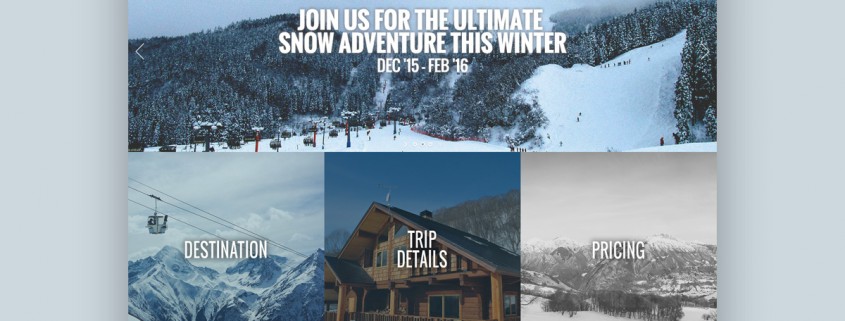 JOIN US FOR THE ULTIMATE
SNOW ADVENTURE THIS WINTER
DEC '15 - FEB '16
DESTINATION
TRIP
DETAILS
PRICING